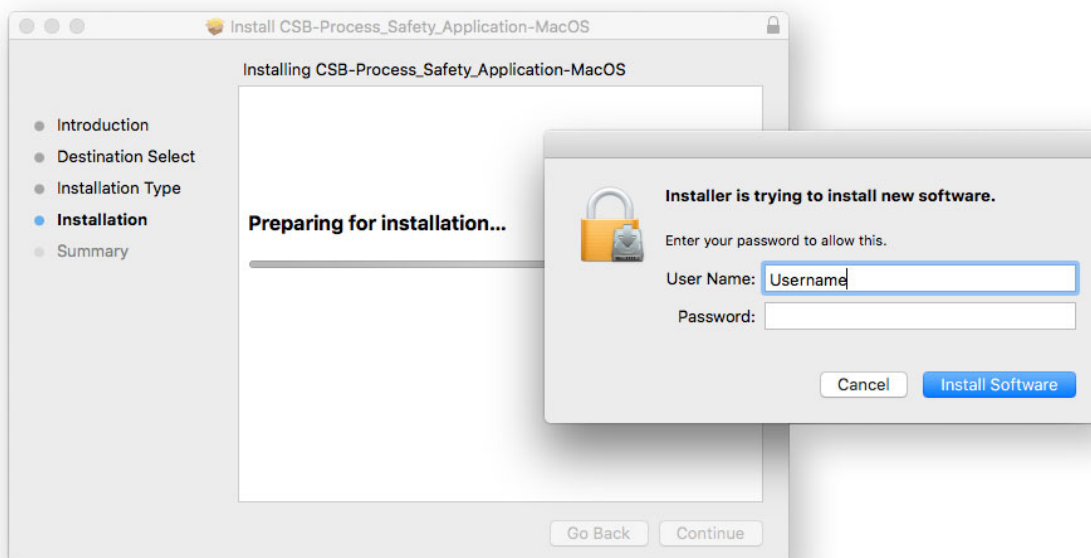 Install CSB-Process_Safety_Application-MacOS
Installing CSB-Process_Safety_Application-MacOS
Introduction
Destination Select
Installation Type
Installation
Summary
Preparing for installation...
Installer is trying to install new software.
Enter your password to allow this.
User Name: Username
Password:
Cancel Install Software
Go Back Continue